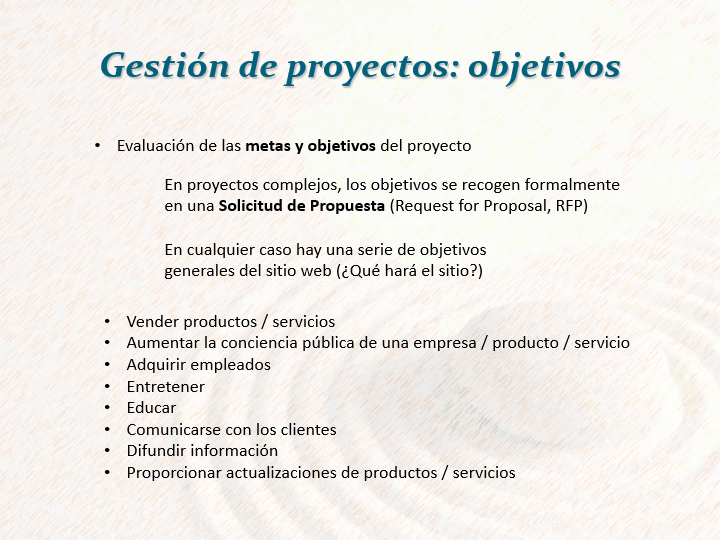 Gestión de proyectos: objetivos
• Evaluación de las metas y objetivos del proyecto
En proyectos complejos, los objetivos se recogen formalmente
en una Solicitud de Propuesta (Request for Proposal, RFP)
En cualquier caso hay una serie de objetivos
generales del sitio web (¿Qué hará el sitio?)
• Vender productos / servicios
• Aumentar la conciencia pública de una empresa / producto / servicio
• Adquirir empleados
• Entretener
• Educar
• Comunicarse con los clientes
• Difundir información
• Proporcionar actualizaciones de productos / servicios